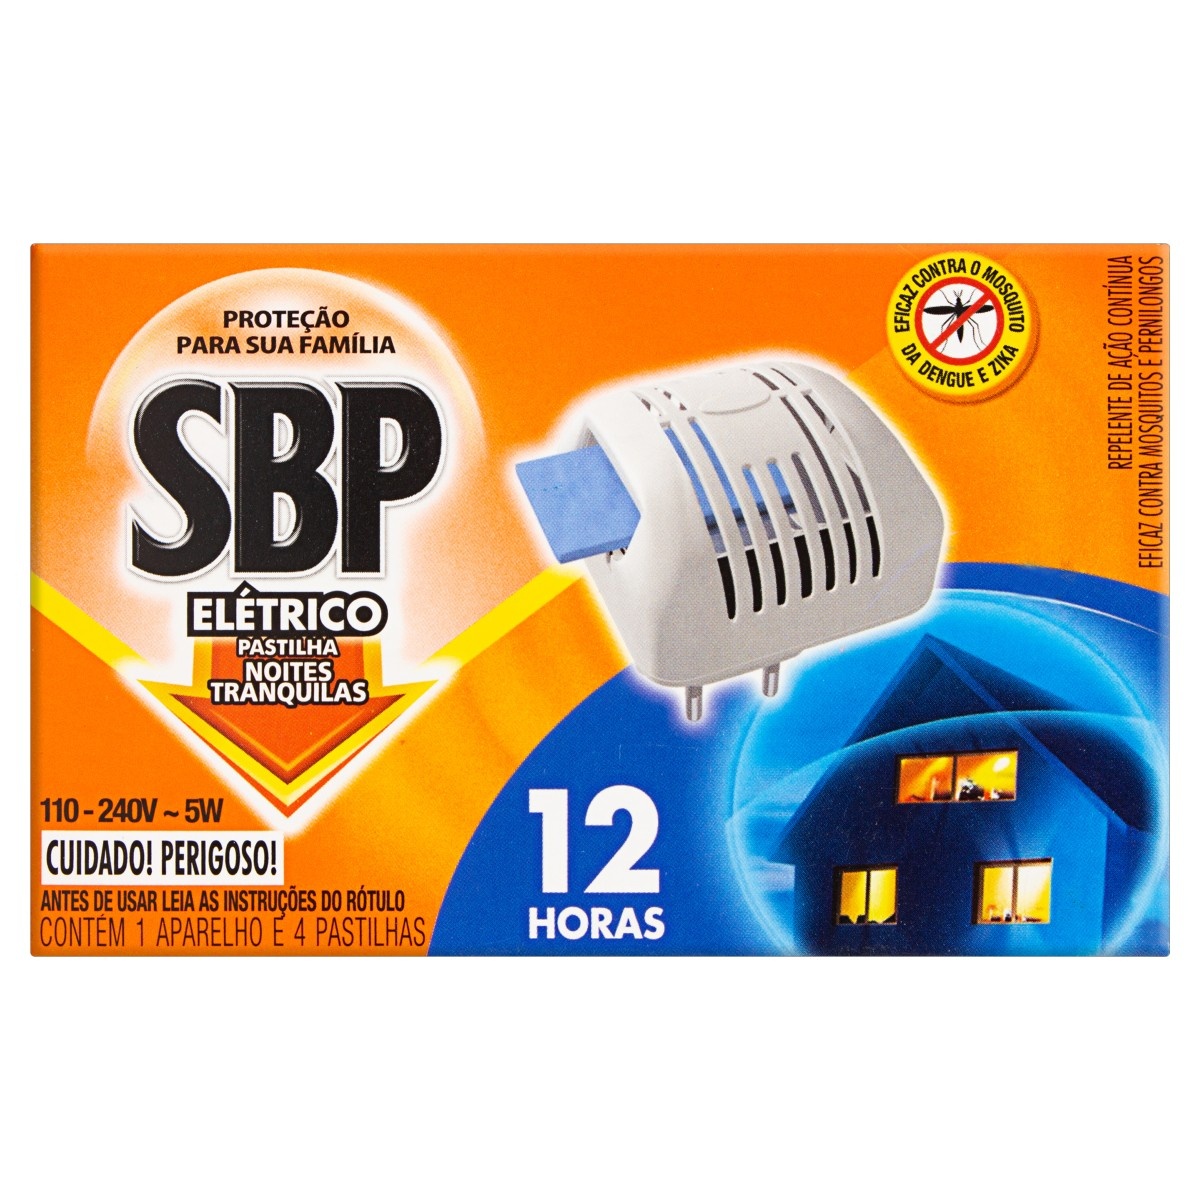 PROTEÇÃO
PARA SUA FAMÍLIA
SBP
ELÉTRICO
PASTILHA
NOITES
TRANQUILAS
110 - 240V ~ 5W
CUIDADO! PERIGOSO!
ANTES DE USAR LEIA AS INSTRUÇÕES DO RÓTULO
CONTÉM 1 APARELHO E 4 PASTILHAS
12
HORAS
EFICAZ CONTRA O MOSQUITO
DA DENGUE E ZIKA
REPELENTE DE AÇÃO CONTÍNUA
EFICAZ CONTRA MOSQUITOS E PERNILONGOS